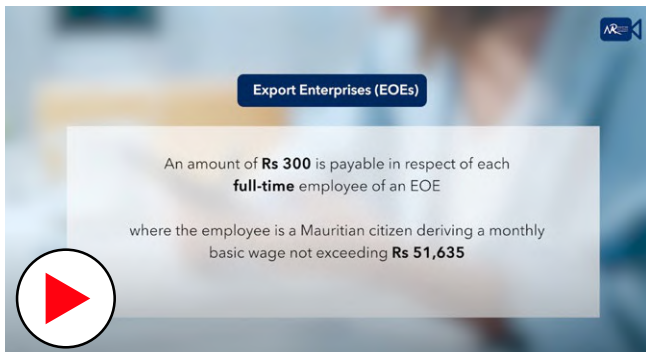 Export Enterprises (EOEs)
An amount of Rs 300 is payable in respect of each
full-time employee of an EOE
where the employee is a Mauritian citizen deriving a monthly
basic wage not exceeding Rs 51,635